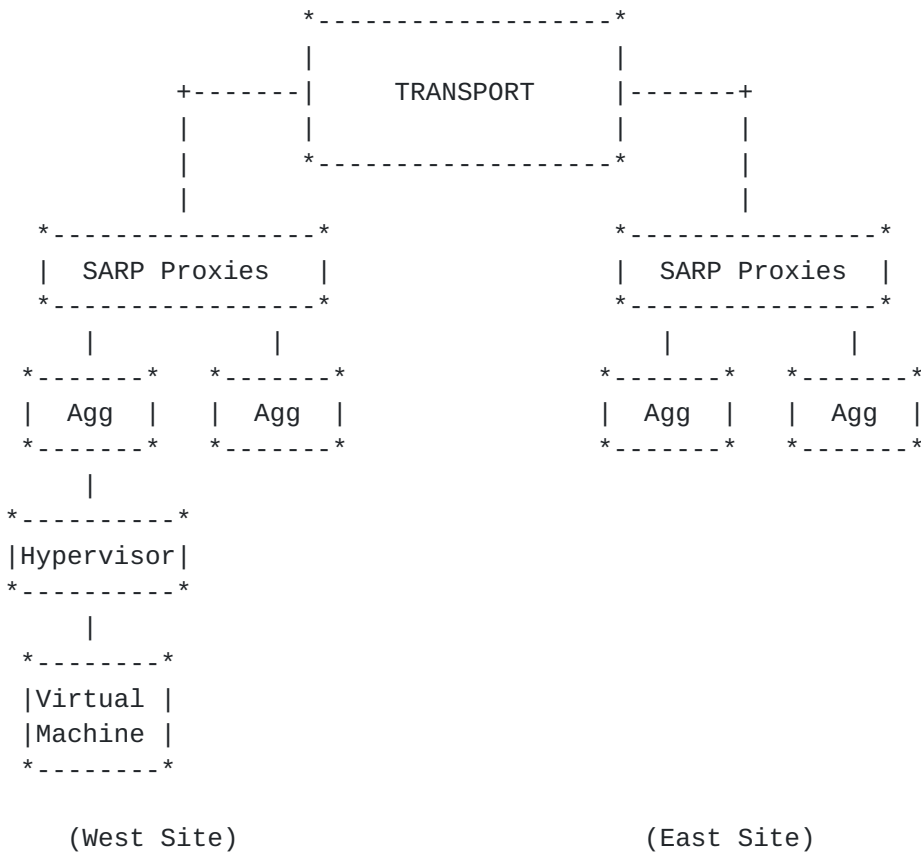 TRANSPORT
SARP Proxies SARP Proxies
Agg Agg Agg Agg
Hypervisor
Virtual
Machine
(West Site) (East Site)